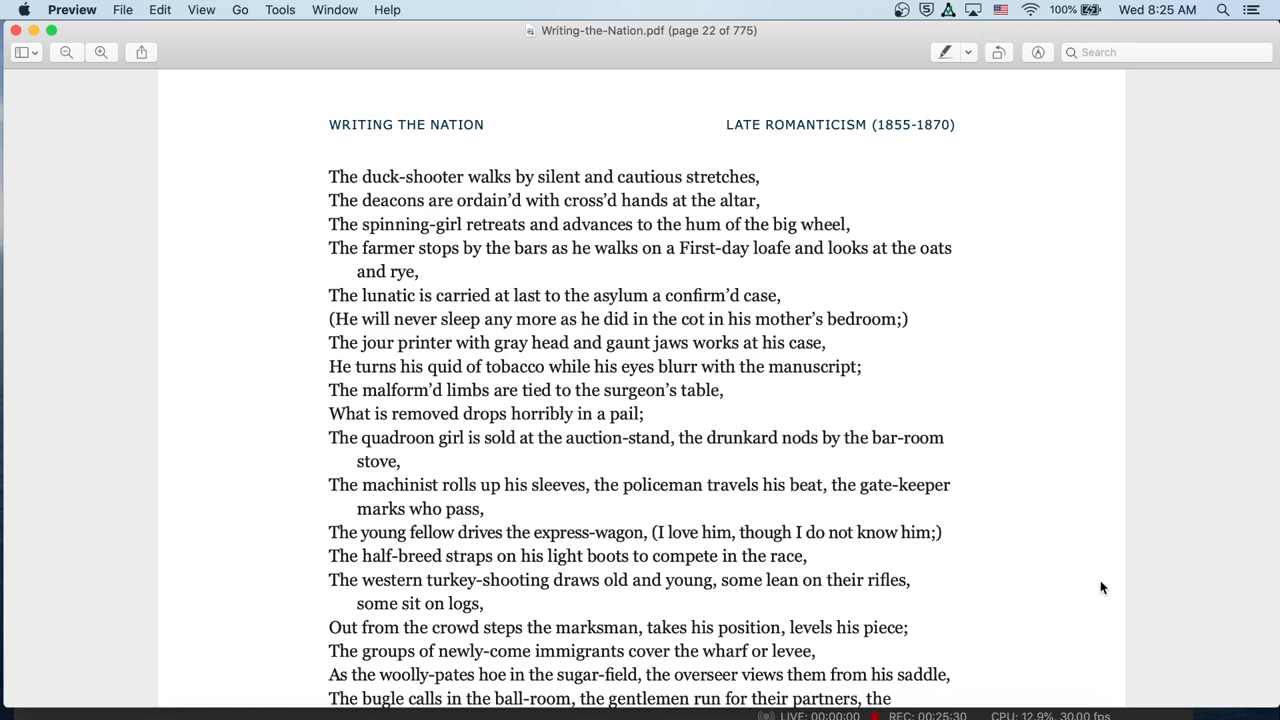 Preview File Edit View Go Tools Window Help 100% Wed 8:25 AM
Writing-the-Nation.pdf (page 22 of 775)
Search
WRITING THE NATION LATE ROMANTICISM (1855-1870)
The duck-shooter walks by silent and cautious stretches,
The deacons are ordain’d with cross’d hands at the altar,
The spinning-girl retreats and advances to the hum of the big wheel,
The farmer stops by the bars as he walks on a First-day loafe and looks at the oats
and rye,
The lunatic is carried at last to the asylum a confirm’d case,
(He will never sleep any more as he did in the cot in his mother’s bedroom;)
The jour printer with gray head and gaunt jaws works at his case,
He turns his quid of tobacco while his eyes blurr with the manuscript;
The malform’d limbs are tied to the surgeon’s table,
What is removed drops horribly in a pail;
The quadroon girl is sold at the auction-stand, the drunkard nods by the bar-room
stove,
The machinist rolls up his sleeves, the policeman travels his beat, the gate-keeper
marks who pass,
The young fellow drives the express-wagon, (I love him, though I do not know him;)
The half-breed straps on his light boots to compete in the race,
The western turkey-shooting draws old and young, some lean on their rifles,
some sit on logs,
Out from the crowd steps the marksman, takes his position, levels his piece;
The groups of newly-come immigrants cover the wharf or levee,
As the woolly-pates hoe in the sugar-field, the overseer views them from his saddle,
The bugle calls in the ball-room, the gentlemen run for their partners, the
LIVE: 00:00:00 REC: 00:25:30 CPU: 12.9%, 30.00 fps